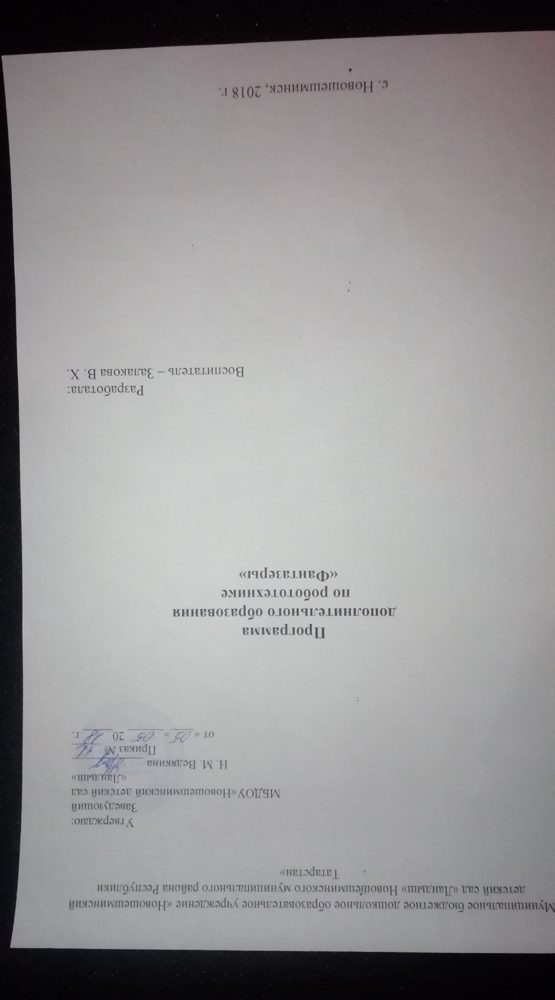 Муниципальное бюджетное дошкольное образовательное учреждение «Новошешминский
детский сад «Ландыш» Новошешминского муниципального района Республики
Татарстан»
Утверждаю:
Заведующий
МБДОУ«Новошешминский детский сад
«Ландыш»
Н. М. Ведякина
Приказ № 12
от «05» 05 2018 г.
Программа
дополнительного образования
по робототехнике
«Фантазеры»
Разработала:
Воспитатель – Залакова В. Х.
с. Новошешминск, 2018 г.